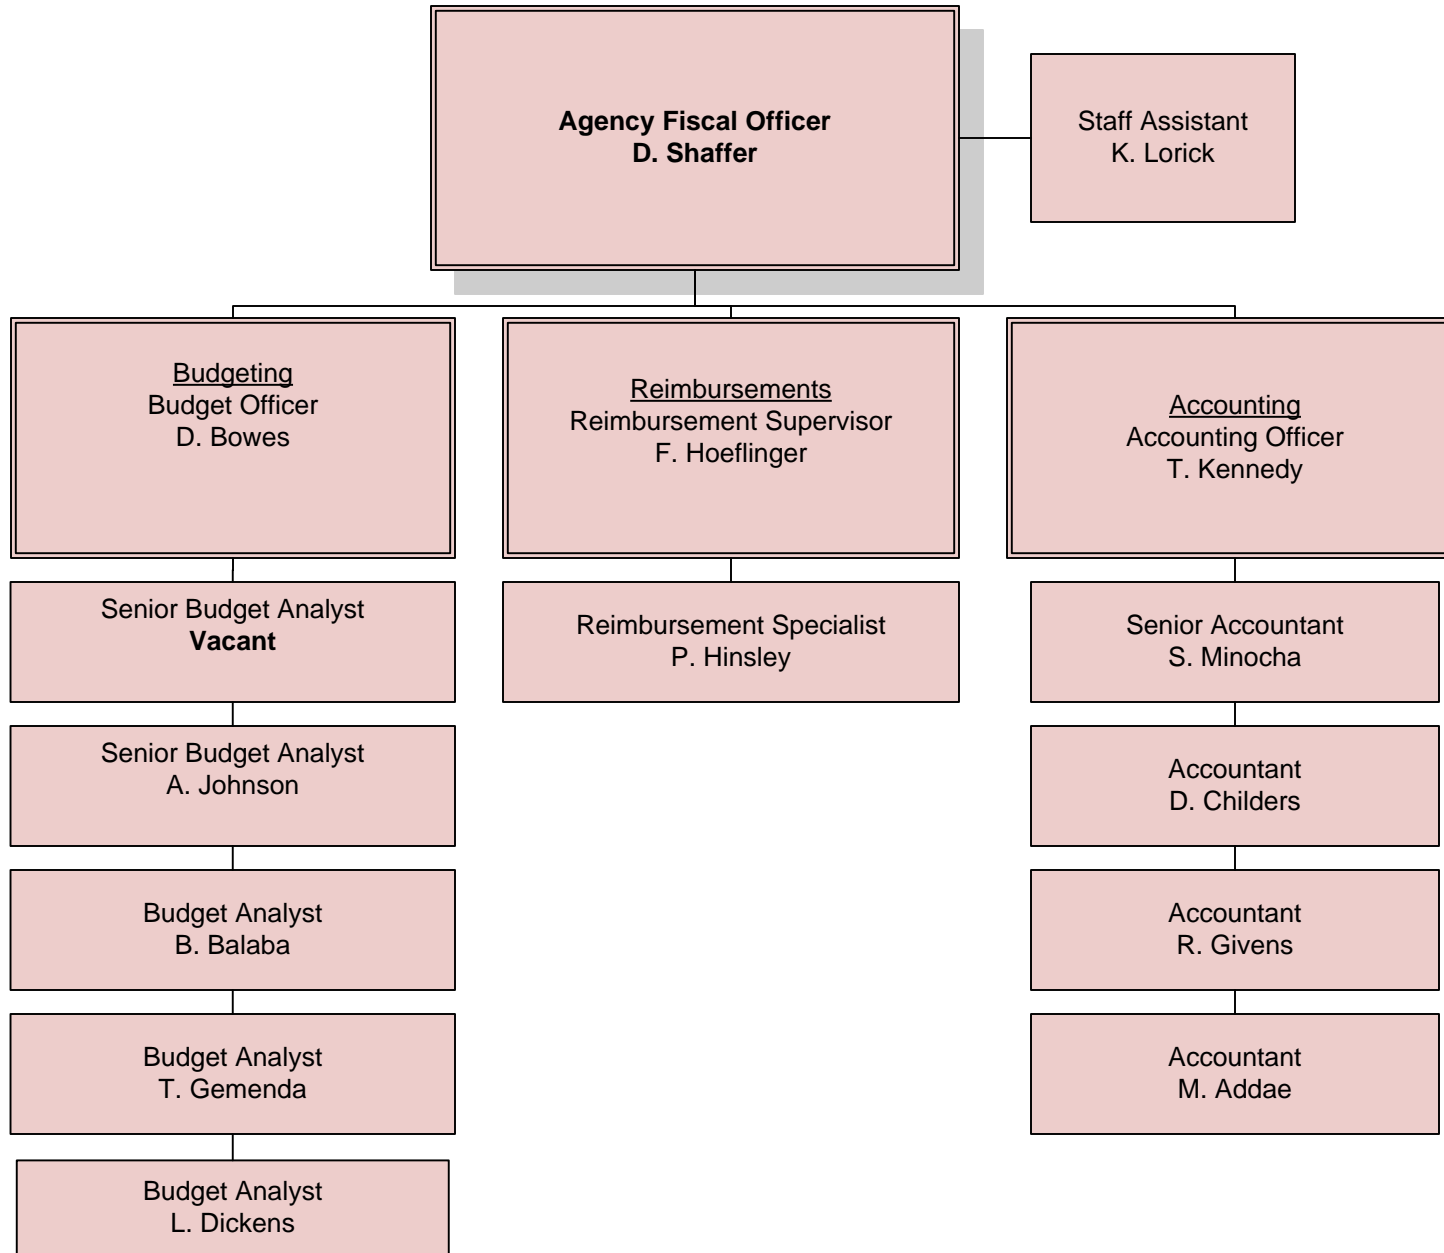 Agency Fiscal Officer
D. Shaffer
Staff Assistant
K. Lorick
Budgeting
Budget Officer
D. Bowes
Reimbursements
Reimbursement Supervisor
F. Hoeflinger
Accounting
Accounting Officer
T. Kennedy
Senior Budget Analyst
Vacant
Senior Budget Analyst
A. Johnson
Budget Analyst
B. Balaba
Budget Analyst
T. Gemenda
Budget Analyst
L. Dickens
Reimbursement Specialist
P. Hinsley
Senior Accountant
S. Minocha
Accountant
D. Childers
Accountant
R. Givens
Accountant
M. Addae